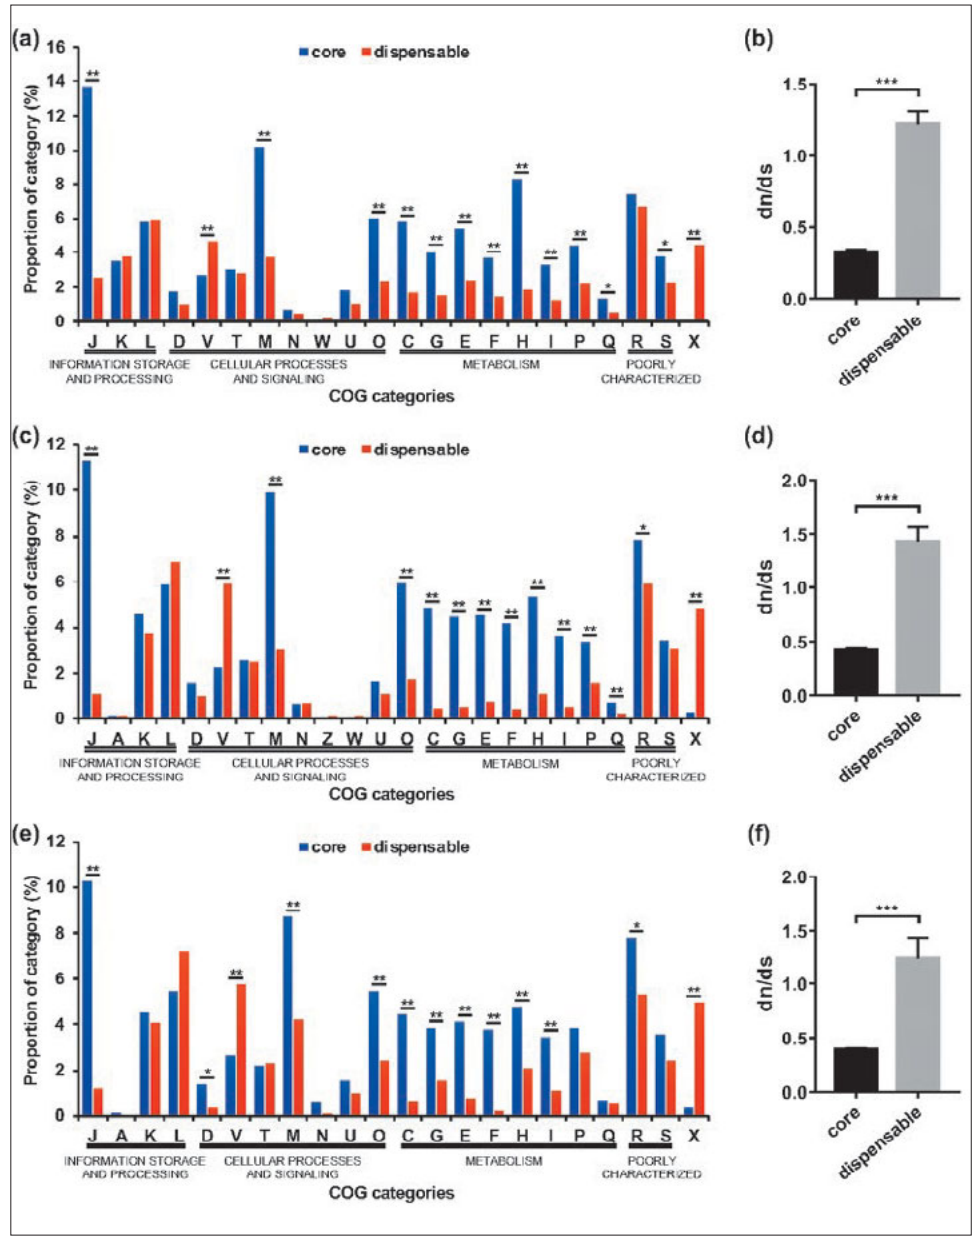 (a)
core dispensable
Proportion of category (%)
16
14
12
10
8
6
4
2
0
** ** ** ** ** ** ** ** ** ** ** * * **
J K L D V T M N W U O C G E F H I P Q R S X
INFORMATION STORAGE AND PROCESSING
CELLULAR PROCESSES AND SIGNALING
METABOLISM
POORLY CHARACTERIZED
COG categories
(b)
dn/ds
1.5
1.0
0.5
0.0
***
core
dispensable
(c)
core dispensable
Proportion of category (%)
12
10
8
6
4
2
0
** ** ** ** ** ** ** ** ** ** ** ** * **
J A K L D V T M N Z W U O C G E F H I P Q R S X
INFORMATION STORAGE AND PROCESSING
CELLULAR PROCESSES AND SIGNALING
METABOLISM
POORLY CHARACTERIZED
COG categories
(d)
dn/ds
2.0
1.5
1.0
0.5
0.0
***
core
dispensable
(e)
core dispensable
Proportion of category (%)
12
10
8
6
4
2
0
** * ** ** ** ** ** ** ** ** ** * **
J A K L D V T M N U O C G E F H I P Q R S X
INFORMATION STORAGE AND PROCESSING
CELLULAR PROCESSES AND SIGNALING
METABOLISM
POORLY CHARACTERIZED
COG categories
(f)
dn/ds
2.0
1.5
1.0
0.5
0.0
***
core
dispensable